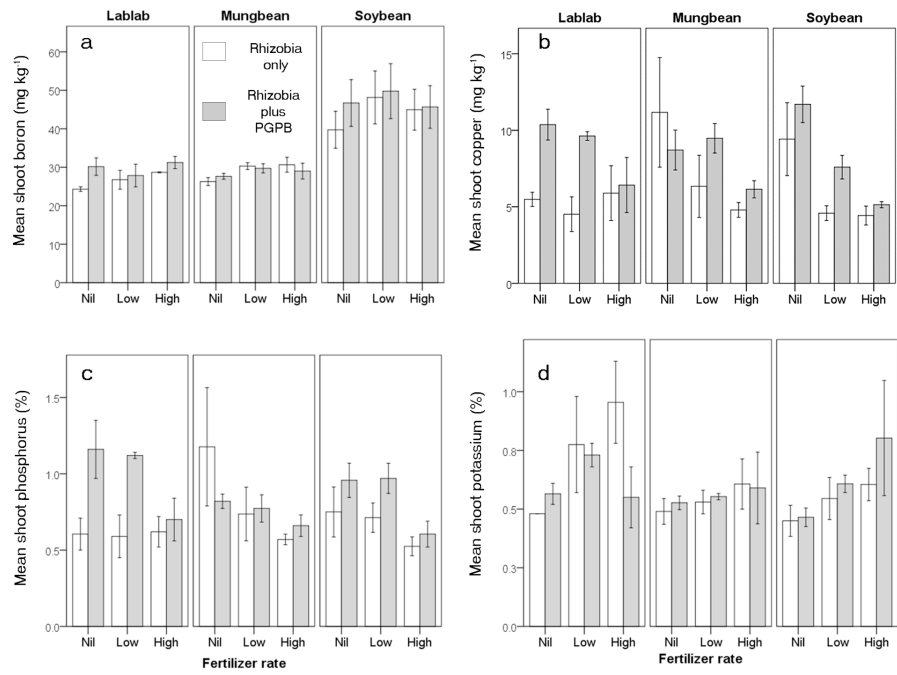 Lablab Mungbean Soybean
a
Rhizobia
only
Rhizobia
plus
PGPB
Mean shoot boron (mg kg⁻¹)
60
50
40
30
20
10
0
Nil Low High Nil Low High Nil Low High
Lablab Mungbean Soybean
b
Mean shoot copper (mg kg⁻¹)
15
10
5
0
Nil Low High Nil Low High Nil Low High
c
Mean shoot phosphorus (%)
1.5
1.0
0.5
0.0
Nil Low High Nil Low High Nil Low High
Fertilizer rate
d
Mean shoot potassium (%)
1.0
0.8
0.5
0.3
0.0
Nil Low High Nil Low High Nil Low High
Fertilizer rate